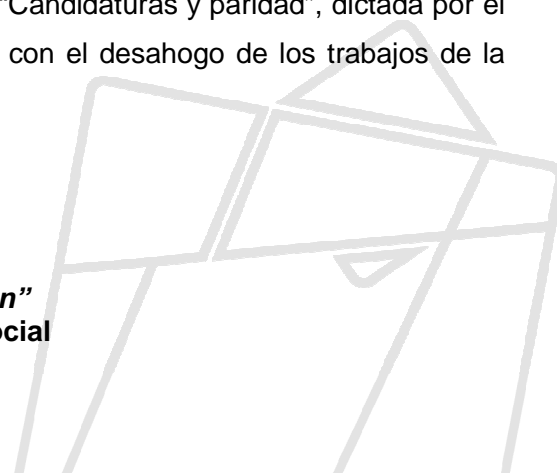 “Candidaturas y paridad”, dictada por el
con el desahogo de los trabajos de la
n”
ocial